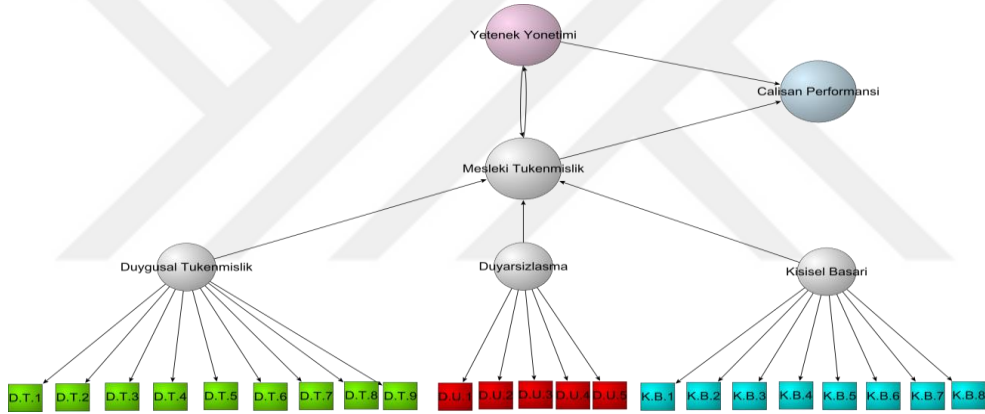 Yetenek Yonetimi
Calisan Performansi
Mesleki Tukenmislik
Duygusal Tukenmislik
Duyarsizlasma
Kisisel Basari
D.T.1
D.T.2
D.T.3
D.T.4
D.T.5
D.T.6
D.T.7
D.T.8
D.T.9
D.U.1
D.U.2
D.U.3
D.U.4
D.U.5
K.B.1
K.B.2
K.B.3
K.B.4
K.B.5
K.B.6
K.B.7
K.B.8